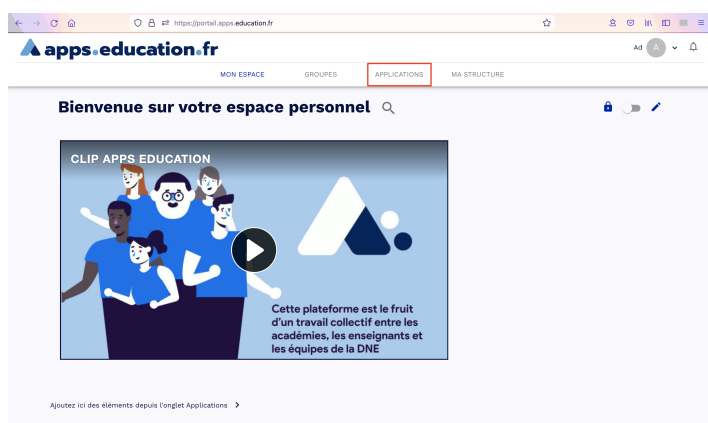 https://portail.apps.education.fr
apps.education.fr
Ad A
MON ESPACE GROUPES APPLICATIONS MA STRUCTURE
Bienvenue sur votre espace personnel
CLIP APPS EDUCATION
Cette plateforme est le fruit
d'un travail collectif entre les
académies, les enseignants et
les équipes de la DNE
Ajoutez ici des éléments depuis l'onglet Applications